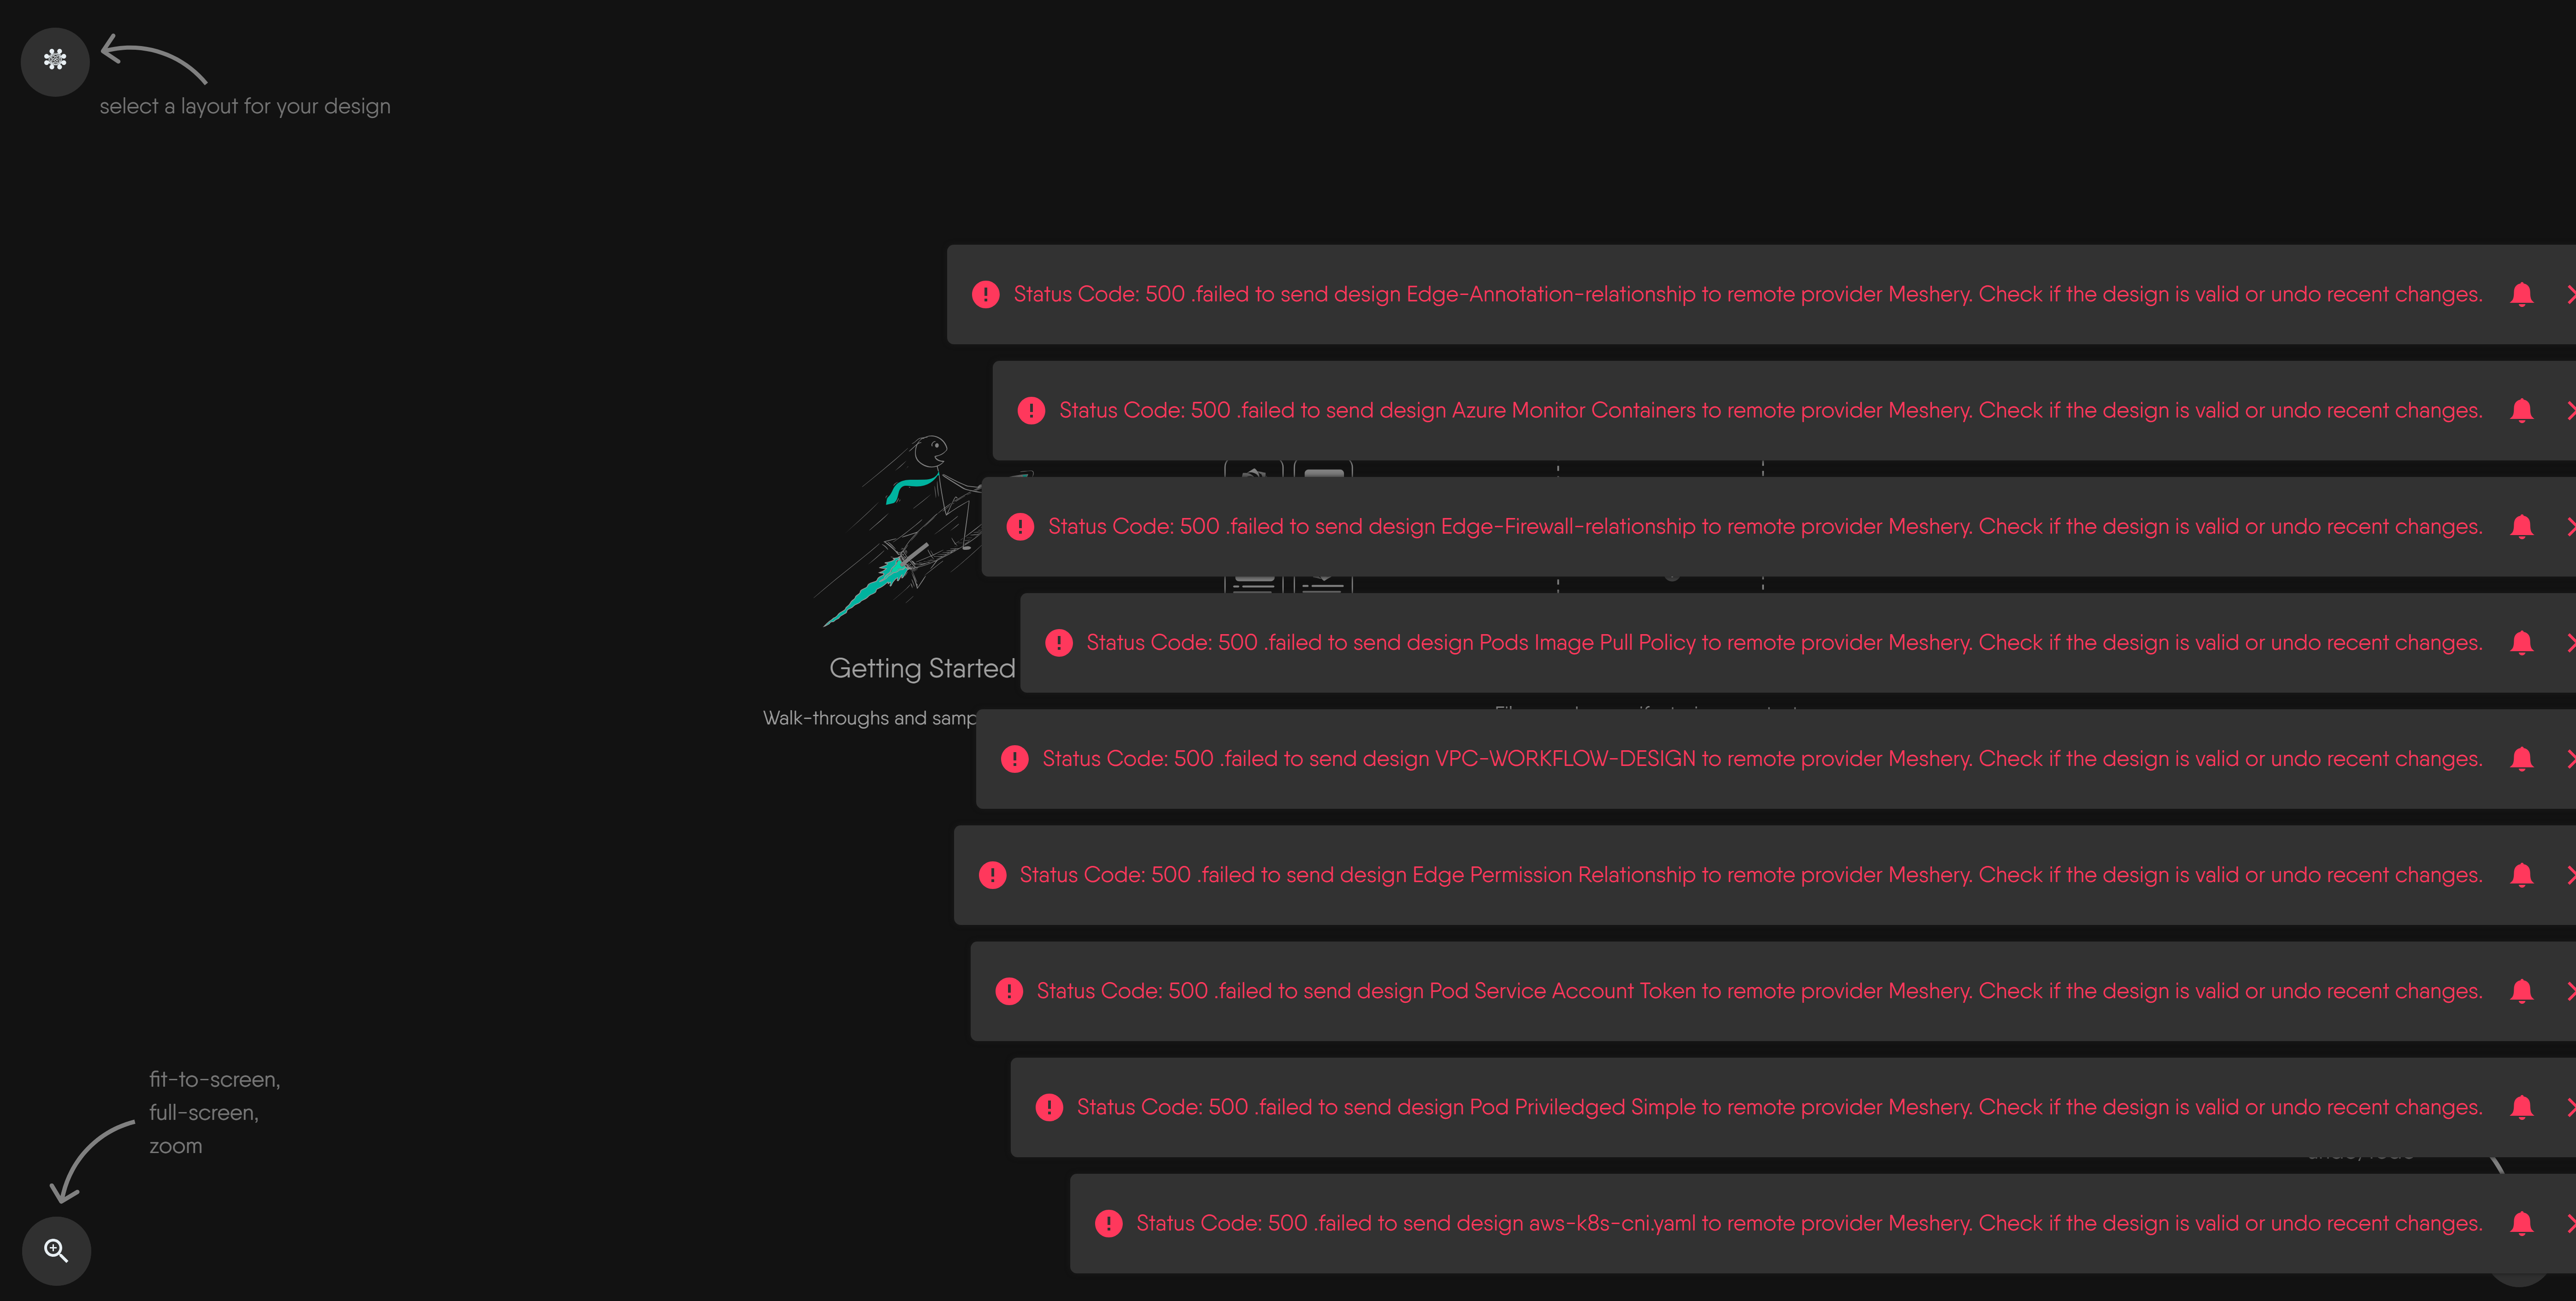 select a layout for your design
Status Code: 500 .failed to send design Edge-Annotation-relationship to remote provider Meshery. Check if the design is valid or undo recent changes.
Status Code: 500 .failed to send design Azure Monitor Containers to remote provider Meshery. Check if the design is valid or undo recent changes.
Status Code: 500 .failed to send design Edge-Firewall-relationship to remote provider Meshery. Check if the design is valid or undo recent changes.
Status Code: 500 .failed to send design Pods Image Pull Policy to remote provider Meshery. Check if the design is valid or undo recent changes.
Getting Started
Walk-throughs and samp
Status Code: 500 .failed to send design VPC-WORKFLOW-DESIGN to remote provider Meshery. Check if the design is valid or undo recent changes.
Status Code: 500 .failed to send design Edge Permission Relationship to remote provider Meshery. Check if the design is valid or undo recent changes.
Status Code: 500 .failed to send design Pod Service Account Token to remote provider Meshery. Check if the design is valid or undo recent changes.
Status Code: 500 .failed to send design Pod Priviledged Simple to remote provider Meshery. Check if the design is valid or undo recent changes.
Status Code: 500 .failed to send design aws-k8s-cni.yaml to remote provider Meshery. Check if the design is valid or undo recent changes.
fit-to-screen,
full-screen,
zoom